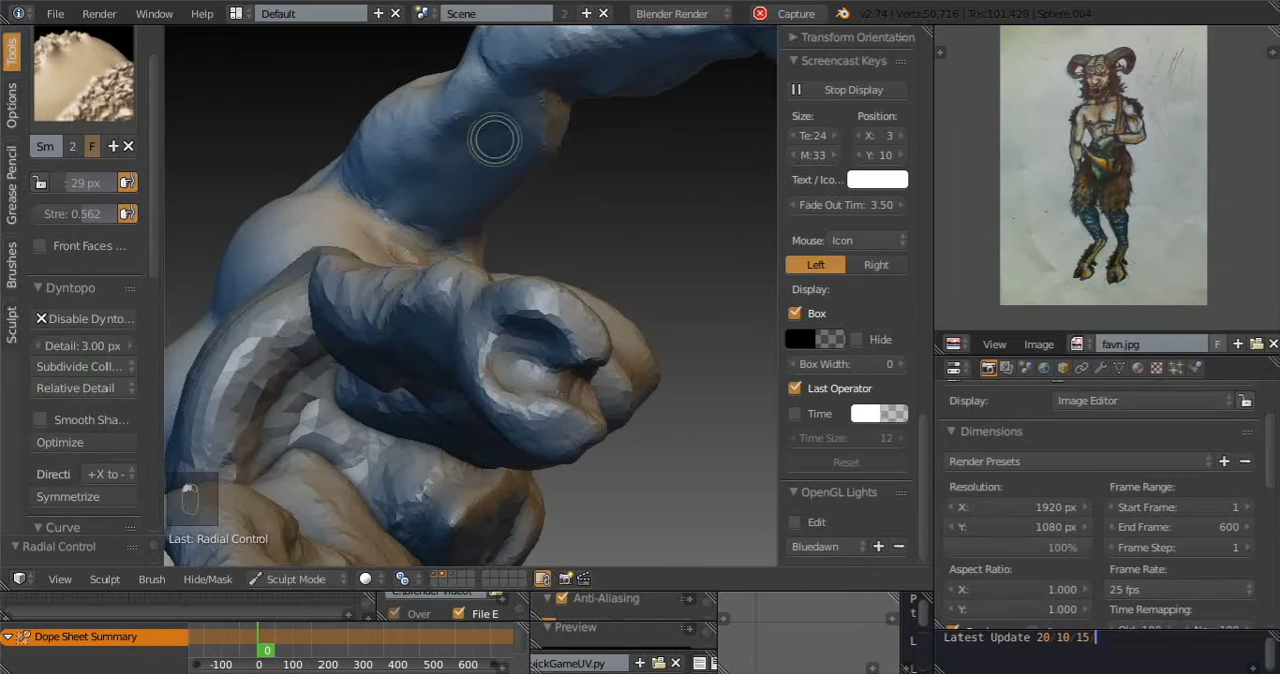 File Render Window Help Default Scene 2 Blender Render Capture v2.74 | Verts:50,716 | Tris:101,428 | Sphere.004
Tools
Options
Grease Pencil
Brushes
Sculpt
Sm 2 F
29 px
Stre: 0.562
Front Faces ...
Dyntopo
Disable Dynto...
Detail: 3.00 px
Subdivide Coll...
Relative Detail
Smooth Sha...
Optimize
Directi +X to -
Symmetrize
Curve
Radial Control
Last: Radial Control
Transform Orientation
Screencast Keys
Stop Display
Size: Position:
Te:24 X: 3
M:33 Y: 10
Text / Ico...
Fade Out Tim: 3.50
Mouse: Icon
Left Right
Display:
Box
Hide
Box Width: 0
Last Operator
Time
Time Size: 12
Reset
OpenGL Lights
Edit
Bluedawn
View Image favn.jpg F
Display: Image Editor
Dimensions
Render Presets
Resolution: Frame Range:
X: 1920 px Start Frame: 1
Y: 1080 px End Frame: 600
100% Frame Step: 1
Aspect Ratio: Frame Rate:
X: 1.000 25 fps
Y: 1.000 Time Remapping:
View Sculpt Brush Hide/Mask Sculpt Mode
Over File E
Anti-Aliasing
Preview
Dope Sheet Summary
0
-100 0 100 200 300 400 500 600
uickGameUV.py
Latest Update 20/10/15/